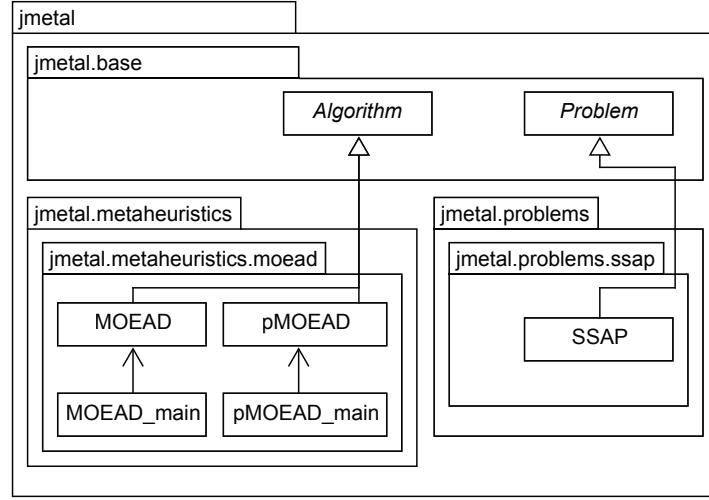 jmetal
jmetal.base
Algorithm
Problem
jmetal.metaheuristics
jmetal.problems
jmetal.metaheuristics.moead
jmetal.problems.ssap
MOEAD
pMOEAD
SSAP
MOEAD_main
pMOEAD_main